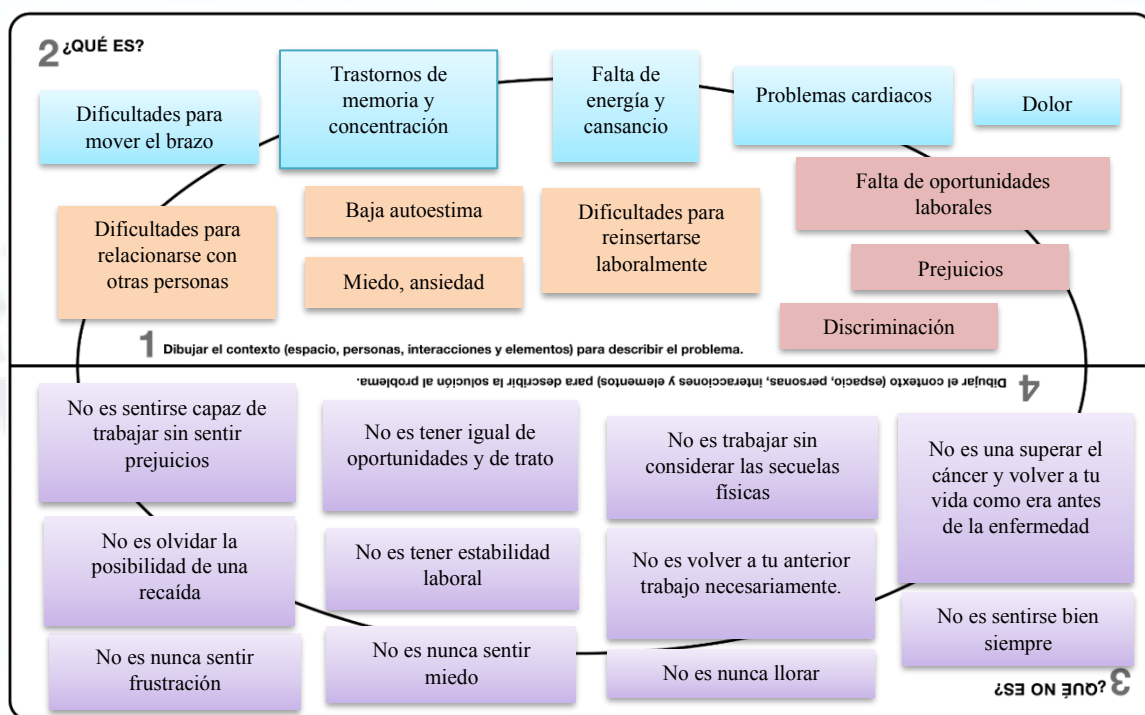 2 ¿QUÉ ES?
Dificultades para
mover el brazo
Trastornos de
memoria y
concentración
Falta de
energía y
cansancio
Problemas cardiacos
Dolor
Dificultades para
relacionarse con
otras personas
Baja autoestima
Miedo, ansiedad
Dificultades para
reinsertarse
laboralmente
Falta de oportunidades
laborales
Prejuicios
Discriminación
1 Dibujar el contexto (espacio, personas, interacciones y elementos) para describir el problema.
4 Dibujar el contexto (espacio, personas, interacciones y elementos) para describir la solución al problema.
No es sentirse capaz de
trabajar sin sentir
prejuicios
No es tener igual de
oportunidades y de trato
No es trabajar sin
considerar las secuelas
físicas
No es una superar el
cáncer y volver a tu
vida como era antes
de la enfermedad
No es olvidar la
posibilidad de una
recaída
No es tener estabilidad
laboral
No es volver a tu anterior
trabajo necesariamente.
No es sentirse bien
siempre
No es nunca sentir
frustración
No es nunca sentir
miedo
No es nunca llorar
3 ¿QUÉ NO ES?